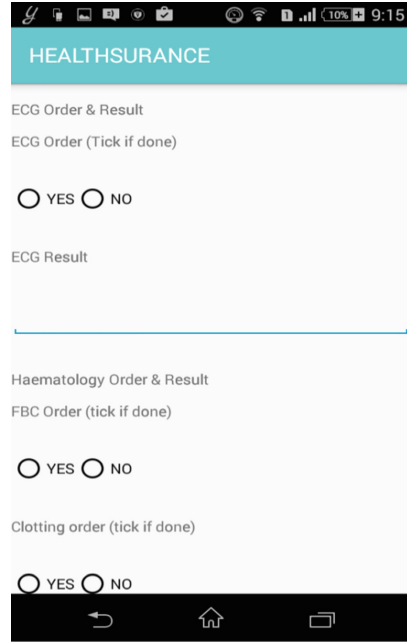 10% 9:15
HEALTHSURANCE
ECG Order & Result
ECG Order (Tick if done)
YES NO
ECG Result
Haematology Order & Result
FBC Order (tick if done)
YES NO
Clotting order (tick if done)
YES NO